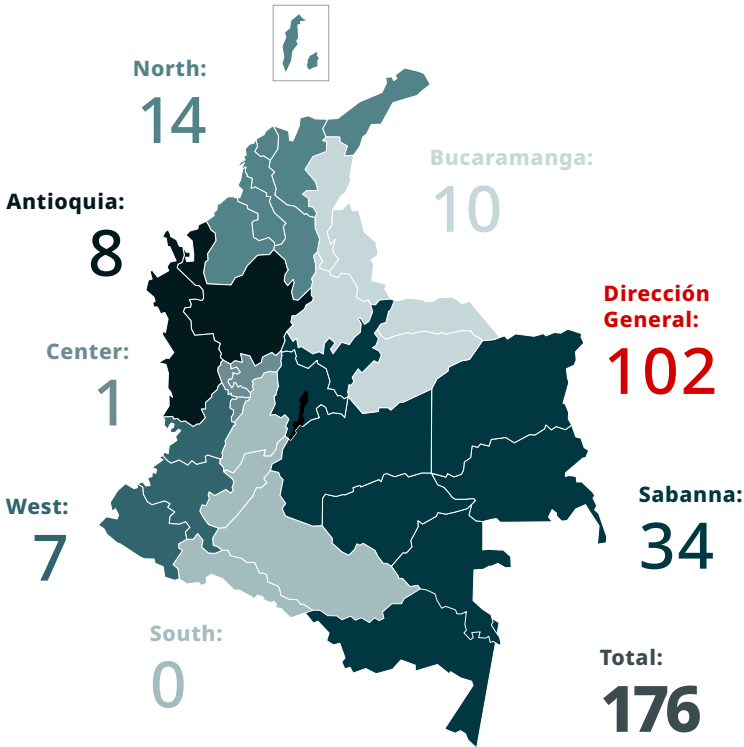 North:
14
Bucaramanga:
10
Antioquia:
8
Dirección
General:
102
Center:
1
Sabanna:
34
West:
7
South:
0
Total:
176